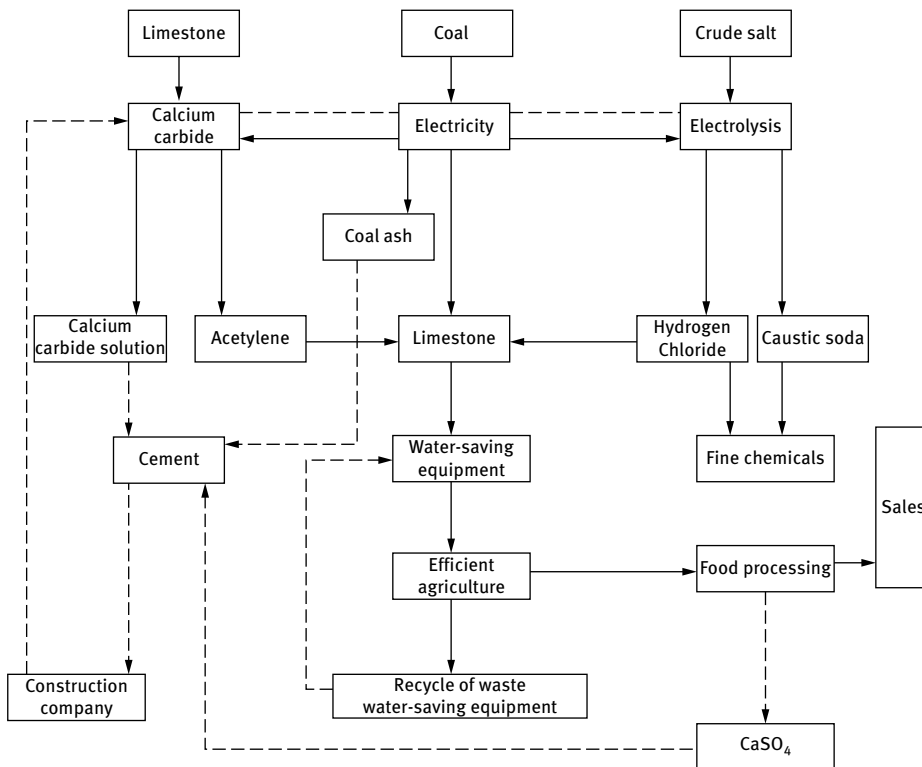 Limestone
Coal
Crude salt
Calcium
carbide
Electricity
Electrolysis
Coal ash
Calcium
carbide solution
Acetylene
Limestone
Hydrogen
Chloride
Caustic soda
Cement
Water-saving
equipment
Fine chemicals
Sales
Efficient
agriculture
Food processing
Construction
company
Recycle of waste
water-saving equipment
CaSO₄